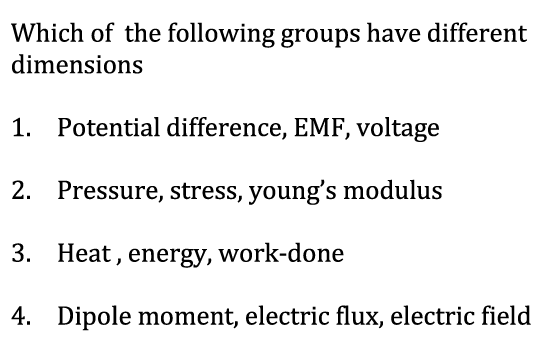 Which of the following groups have different
dimensions
1. Potential difference, EMF, voltage
2. Pressure, stress, young's modulus
3. Heat , energy, work-done
4. Dipole moment, electric flux, electric field